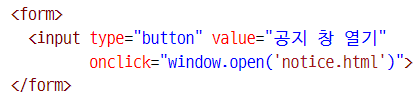 <form>
<input type="button" value="공지 창 열기"
onclick="window.open('notice.html')">
</form>